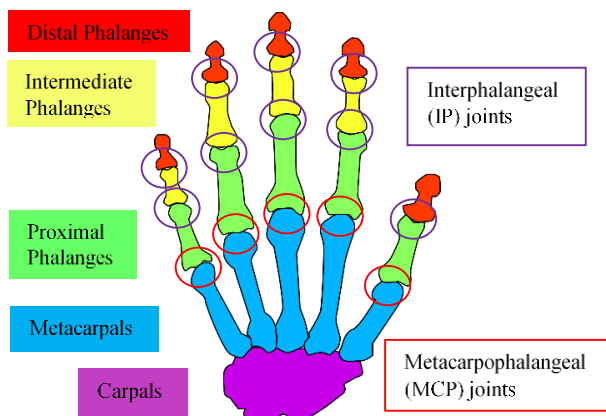 Distal Phalanges
Intermediate
Phalanges
Interphalangeal
(IP) joints
Proximal
Phalanges
Metacarpals
Carpals
Metacarpophalangeal
(MCP) joints